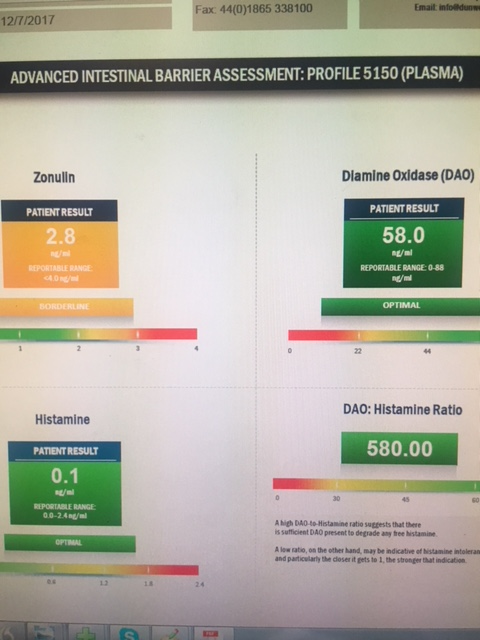 12/7/2017
Fax: 44(0)1865 338100
ADVANCED INTESTINAL BARRIER ASSESSMENT: PROFILE 5150 (PLASMA)
Zonulin
PATIENT RESULT
2.8
ng/ml
REPORTABLE RANGE:
<4.0 ng/ml
BORDERLINE
1 2 3 4
Diamine Oxidase (DAO)
PATIENT RESULT
58.0
ng/ml
REPORTABLE RANGE: 0-88
ng/ml
OPTIMAL
0 22 44
Histamine
PATIENT RESULT
0.1
ng/ml
REPORTABLE RANGE:
0.0-2.4 ng/ml
OPTIMAL
0.6 1.2 1.8 2.4
DAO: Histamine Ratio
580.00
0 30 45 60
A high DAO-to-Histamine ratio suggests that there
is sufficient DAO present to degrade any free histamine.
A low ratio, on the other hand, may be indicative of histamine
and particularly the closer it gets to 1, the stronger that indication.